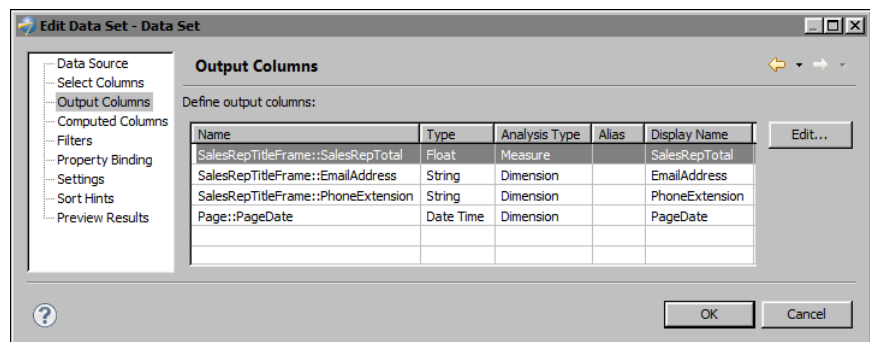 Edit Data Set - Data Set
Data Source
Select Columns
Output Columns
Computed Columns
Filters
Property Binding
Settings
Sort Hints
Preview Results
Output Columns
Define output columns:
Name Type Analysis Type Alias Display Name
SalesRepTitleFrame::SalesRepTotal Float Measure SalesRepTotal
SalesRepTitleFrame::EmailAddress String Dimension EmailAddress
SalesRepTitleFrame::PhoneExtension String Dimension PhoneExtension
Page::PageDate Date Time Dimension PageDate
Edit...
?
OK Cancel